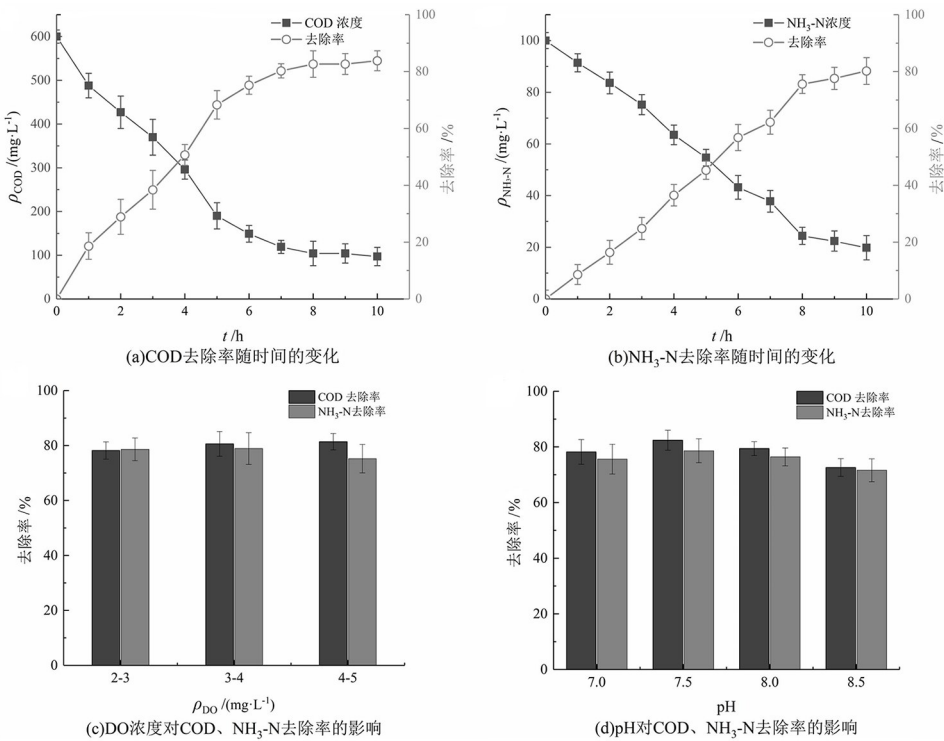 COD 浓度
去除率
600
500
400
300
200
100
0
ρCOD /(mg·L⁻¹)
100
80
60
40
20
0
去除率/%
0 2 4 6 8 10
t /h
(a)COD去除率随时间的变化
NH₃-N浓度
去除率
100
80
60
40
20
0
ρNH₃-N /(mg·L⁻¹)
100
80
60
40
20
0
去除率/%
0 2 4 6 8 10
t /h
(b)NH₃-N去除率随时间的变化
COD 去除率
NH₃-N去除率
100
80
60
40
20
0
去除率/%
2-3 3-4 4-5
ρDO /(mg·L⁻¹)
(c)DO浓度对COD、NH₃-N去除率的影响
COD 去除率
NH₃-N去除率
100
80
60
40
20
0
去除率/%
7.0 7.5 8.0 8.5
pH
(d)pH对COD、NH₃-N去除率的影响